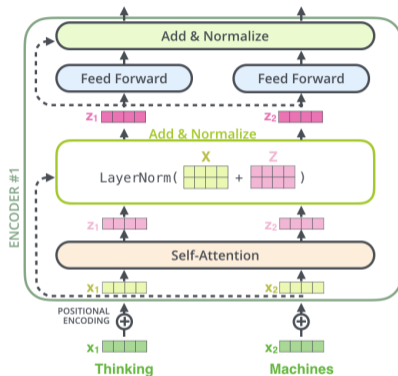 Add & Normalize
Feed Forward
Feed Forward
z1
z2
Add & Normalize
X
Z
LayerNorm( + )
z1
z2
Self-Attention
x1
x2
ENCODER #1
POSITIONAL
ENCODING
x1
x2
Thinking
Machines